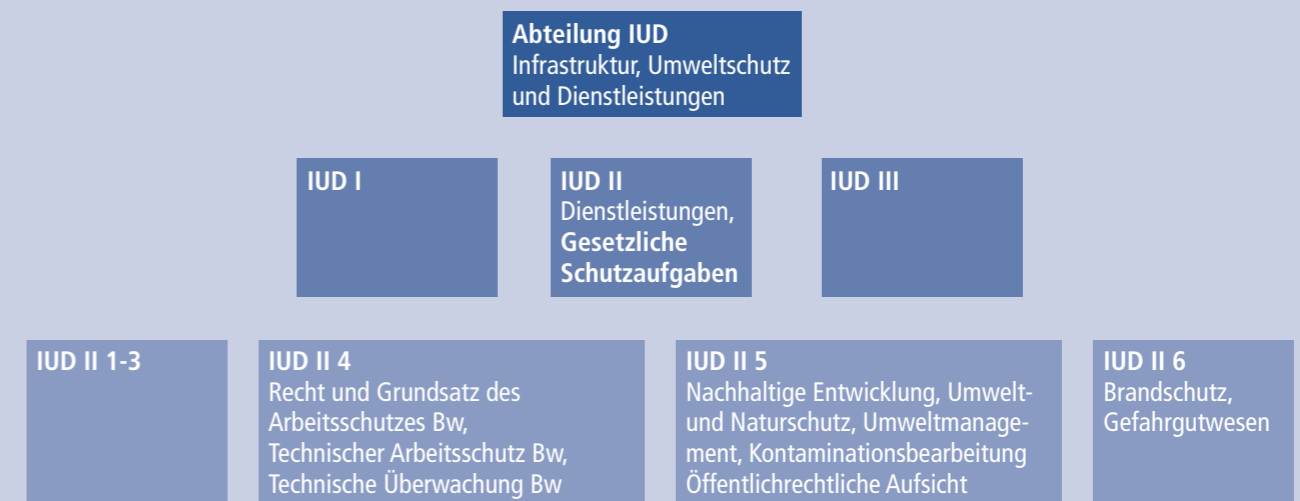 Abteilung IUD
Infrastruktur, Umweltschutz
und Dienstleistungen
IUD I
IUD II
Dienstleistungen,
Gesetzliche
Schutzaufgaben
IUD III
IUD II 1-3
IUD II 4
Recht und Grundsatz des
Arbeitsschutzes Bw,
Technischer Arbeitsschutz Bw,
Technische Überwachung Bw
IUD II 5
Nachhaltige Entwicklung, Umwelt-
und Naturschutz, Umweltmanage-
ment, Kontaminationsbearbeitung
Öffentlichrechtliche Aufsicht
IUD II 6
Brandschutz,
Gefahrgutwesen